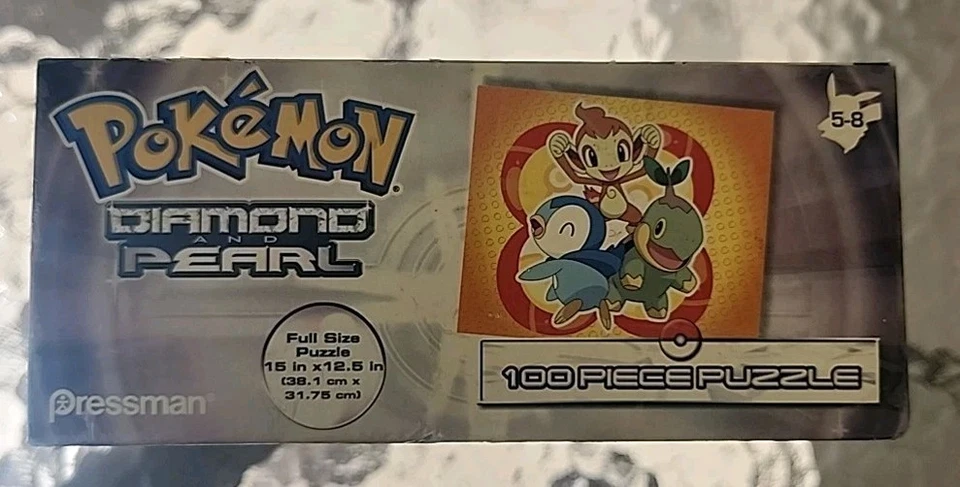 POKéMON
DIAMOND
AND
PEARL
Full Size
Puzzle
15 in x12.5 in
(38.1 cm x
31.75 cm)
Pressman
5-8
100 PIECE PUZZLE